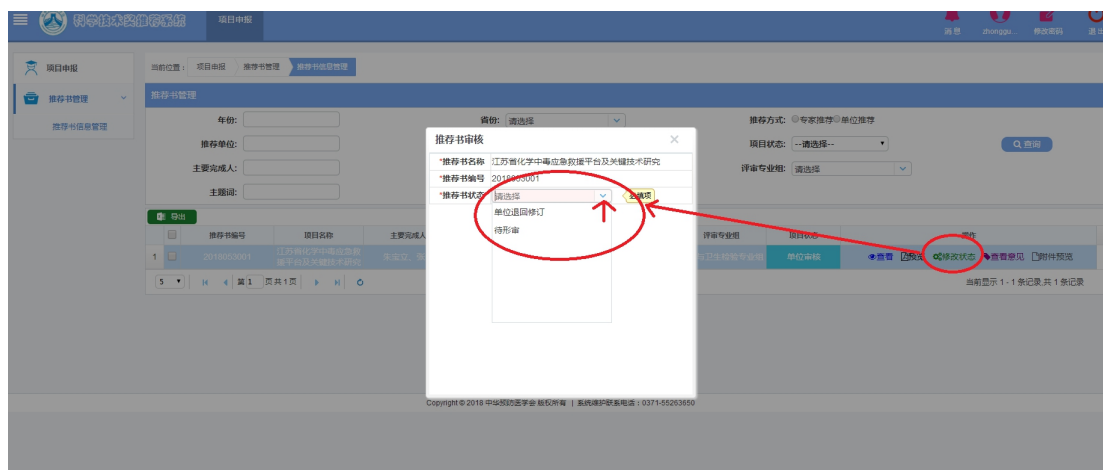 科学技术奖推荐系统 项目申报
消息 zhonggu... 修改密码
项目申报
推荐书管理
推荐书信息管理
当前位置： 项目申报 推荐书管理 推荐书信息管理
推荐书管理
年份: 省份: 请选择 推荐方式: 专家推荐 单位推荐
推荐单位: 项目状态: --请选择-- 查询
主要完成人: 评审专业组: 请选择
主题词:
推荐书审核
*推荐书名称 江苏省化学中毒应急救援平台及关键技术研究
*推荐书编号 2018053001
*推荐书状态 请选择 必填项
单位退回修订
待形审
导出
推荐书编号 项目名称 主要完成人 评审专业组 项目状态 操作
1 2018053001 江苏省化学中毒应急救援平台及关键技术研究 单位审核 查看 预览 修改状态 查看意见 附件预览
5 第 1 页共1页 当前显示 1 - 1 条记录 共 1 条记录
Copyright © 2018 中华预防医学会 版权所有 | 系统维护联系电话：0371-55263650